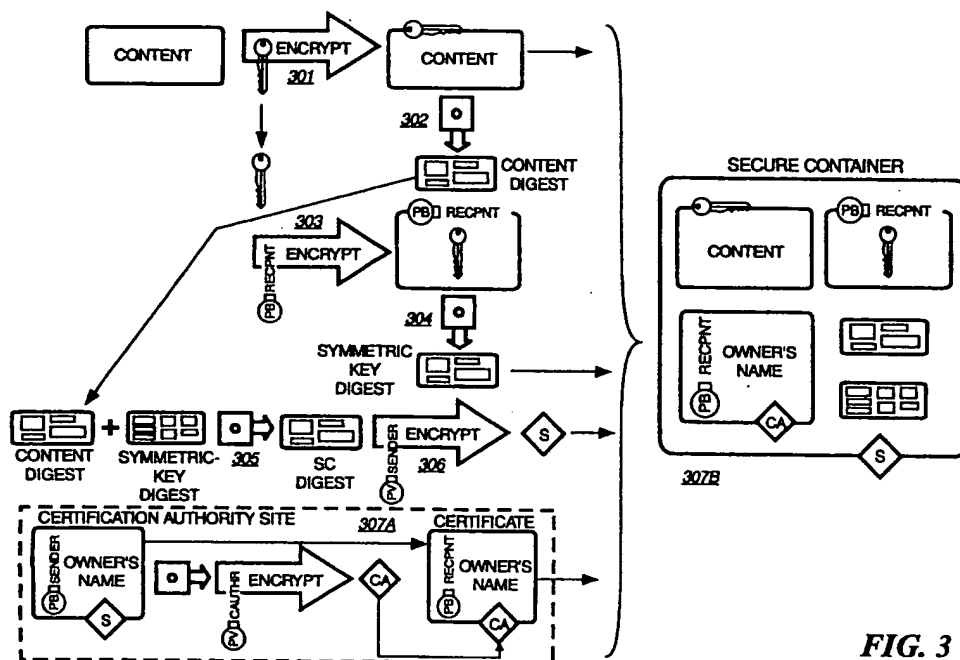 CONTENT
ENCRYPT
301
CONTENT
302
CONTENT
DIGEST
303
ENCRYPT
PB RECPNT
PB RECPNT
304
SYMMETRIC
KEY
DIGEST
CONTENT
DIGEST
+
SYMMETRIC-
KEY
DIGEST
305
SC
DIGEST
ENCRYPT
PV SENDER
306
S
CERTIFICATION AUTHORITY SITE
307A
CERTIFICATE
PB SENDER
OWNER'S
NAME
S
ENCRYPT
PV CAUTHR
CA
PB RECPNT
OWNER'S
NAME
CA
SECURE CONTAINER
CONTENT
PB RECPNT
PB RECPNT
OWNER'S
NAME
CA
S
307B
FIG. 3